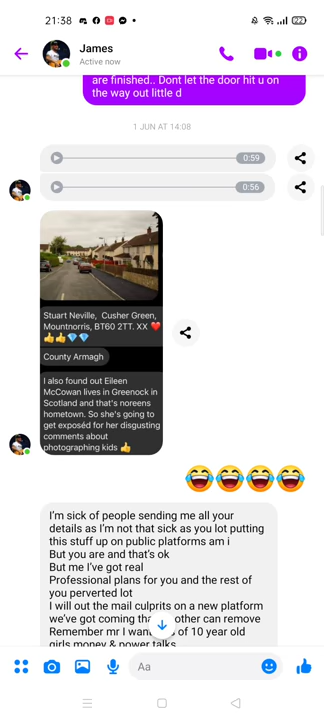 21:38
22
James
Active now
are finished.. Dont let the door hit u on
the way out little d
1 JUN AT 14:08
0:59
0:56
Stuart Neville, Cusher Green,
Mountnorris, BT60 2TT. XX ❤️
👍👍💎💎
County Armagh
I also found out Eileen
McCowan lives in Greenock in
Scotland and that's noreens
hometown. So she's going to
get exposéd for her disgusting
comments about
photographing kids 👍
😂😂😂😂
I'm sick of people sending me all your
details as I'm not that sick as you lot putting
this stuff up on public platforms am i
But you are and that's ok
But me I've got real
Professional plans for you and the rest of
you perverted lot
I will out the mail culprits on a new platform
we've got coming other can remove
Remember mr I of 10 year old
girls money & power talks
Aa